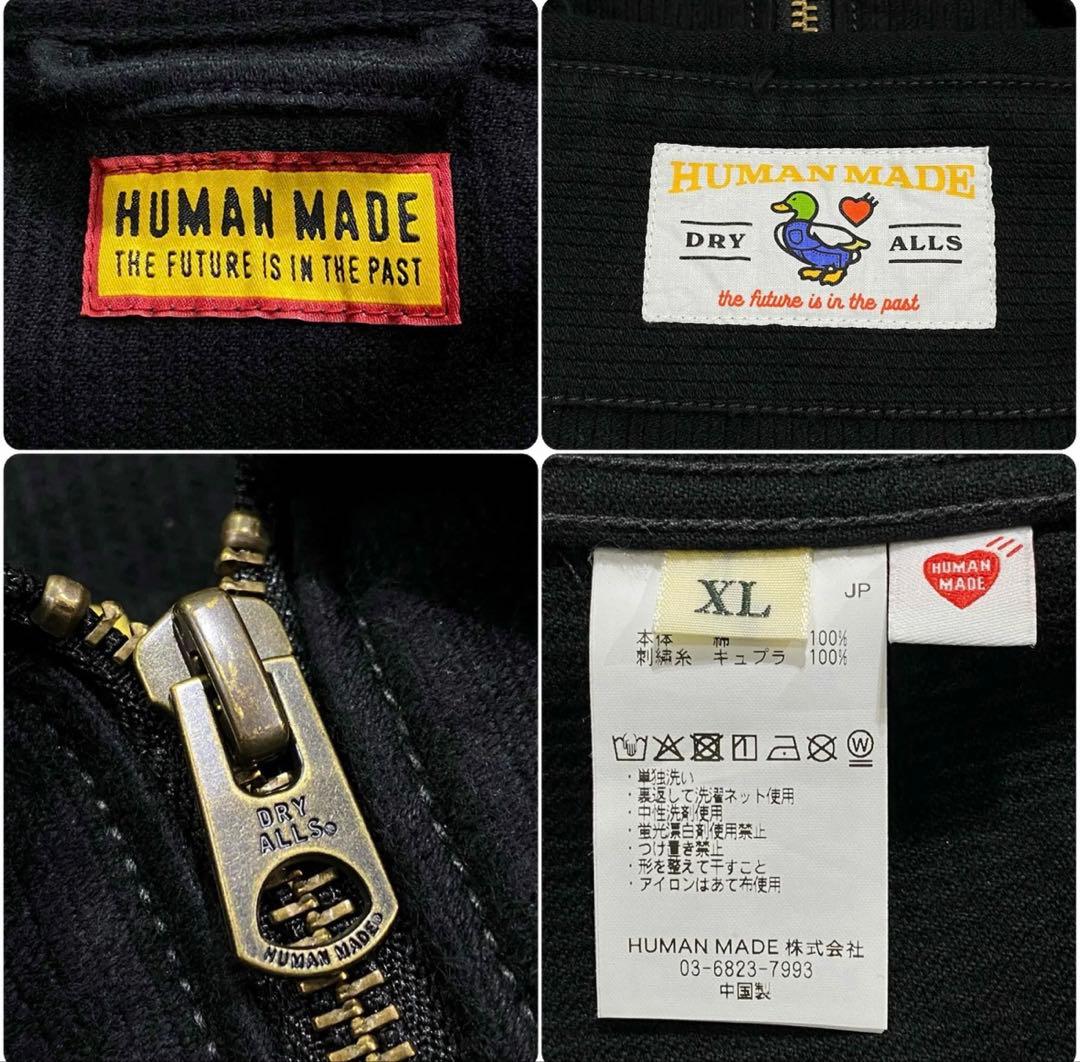 HUMAN MADE
THE FUTURE IS IN THE PAST
HUMAN MADE
DRY ALLS
the future is in the past
DRY
ALLS®
HUMAN MADE®
XL
JP
本体 綿 100%
刺繍糸 キュプラ 100%
W
・単独洗い
・裏返して洗濯ネット使用
・中性洗剤使用
・蛍光漂白剤使用禁止
・つけ置き禁止
・形を整えて干すこと
・アイロンはあて布使用
HUMAN MADE 株式会社
03-6823-7993
中国製
HUMAN
MADE